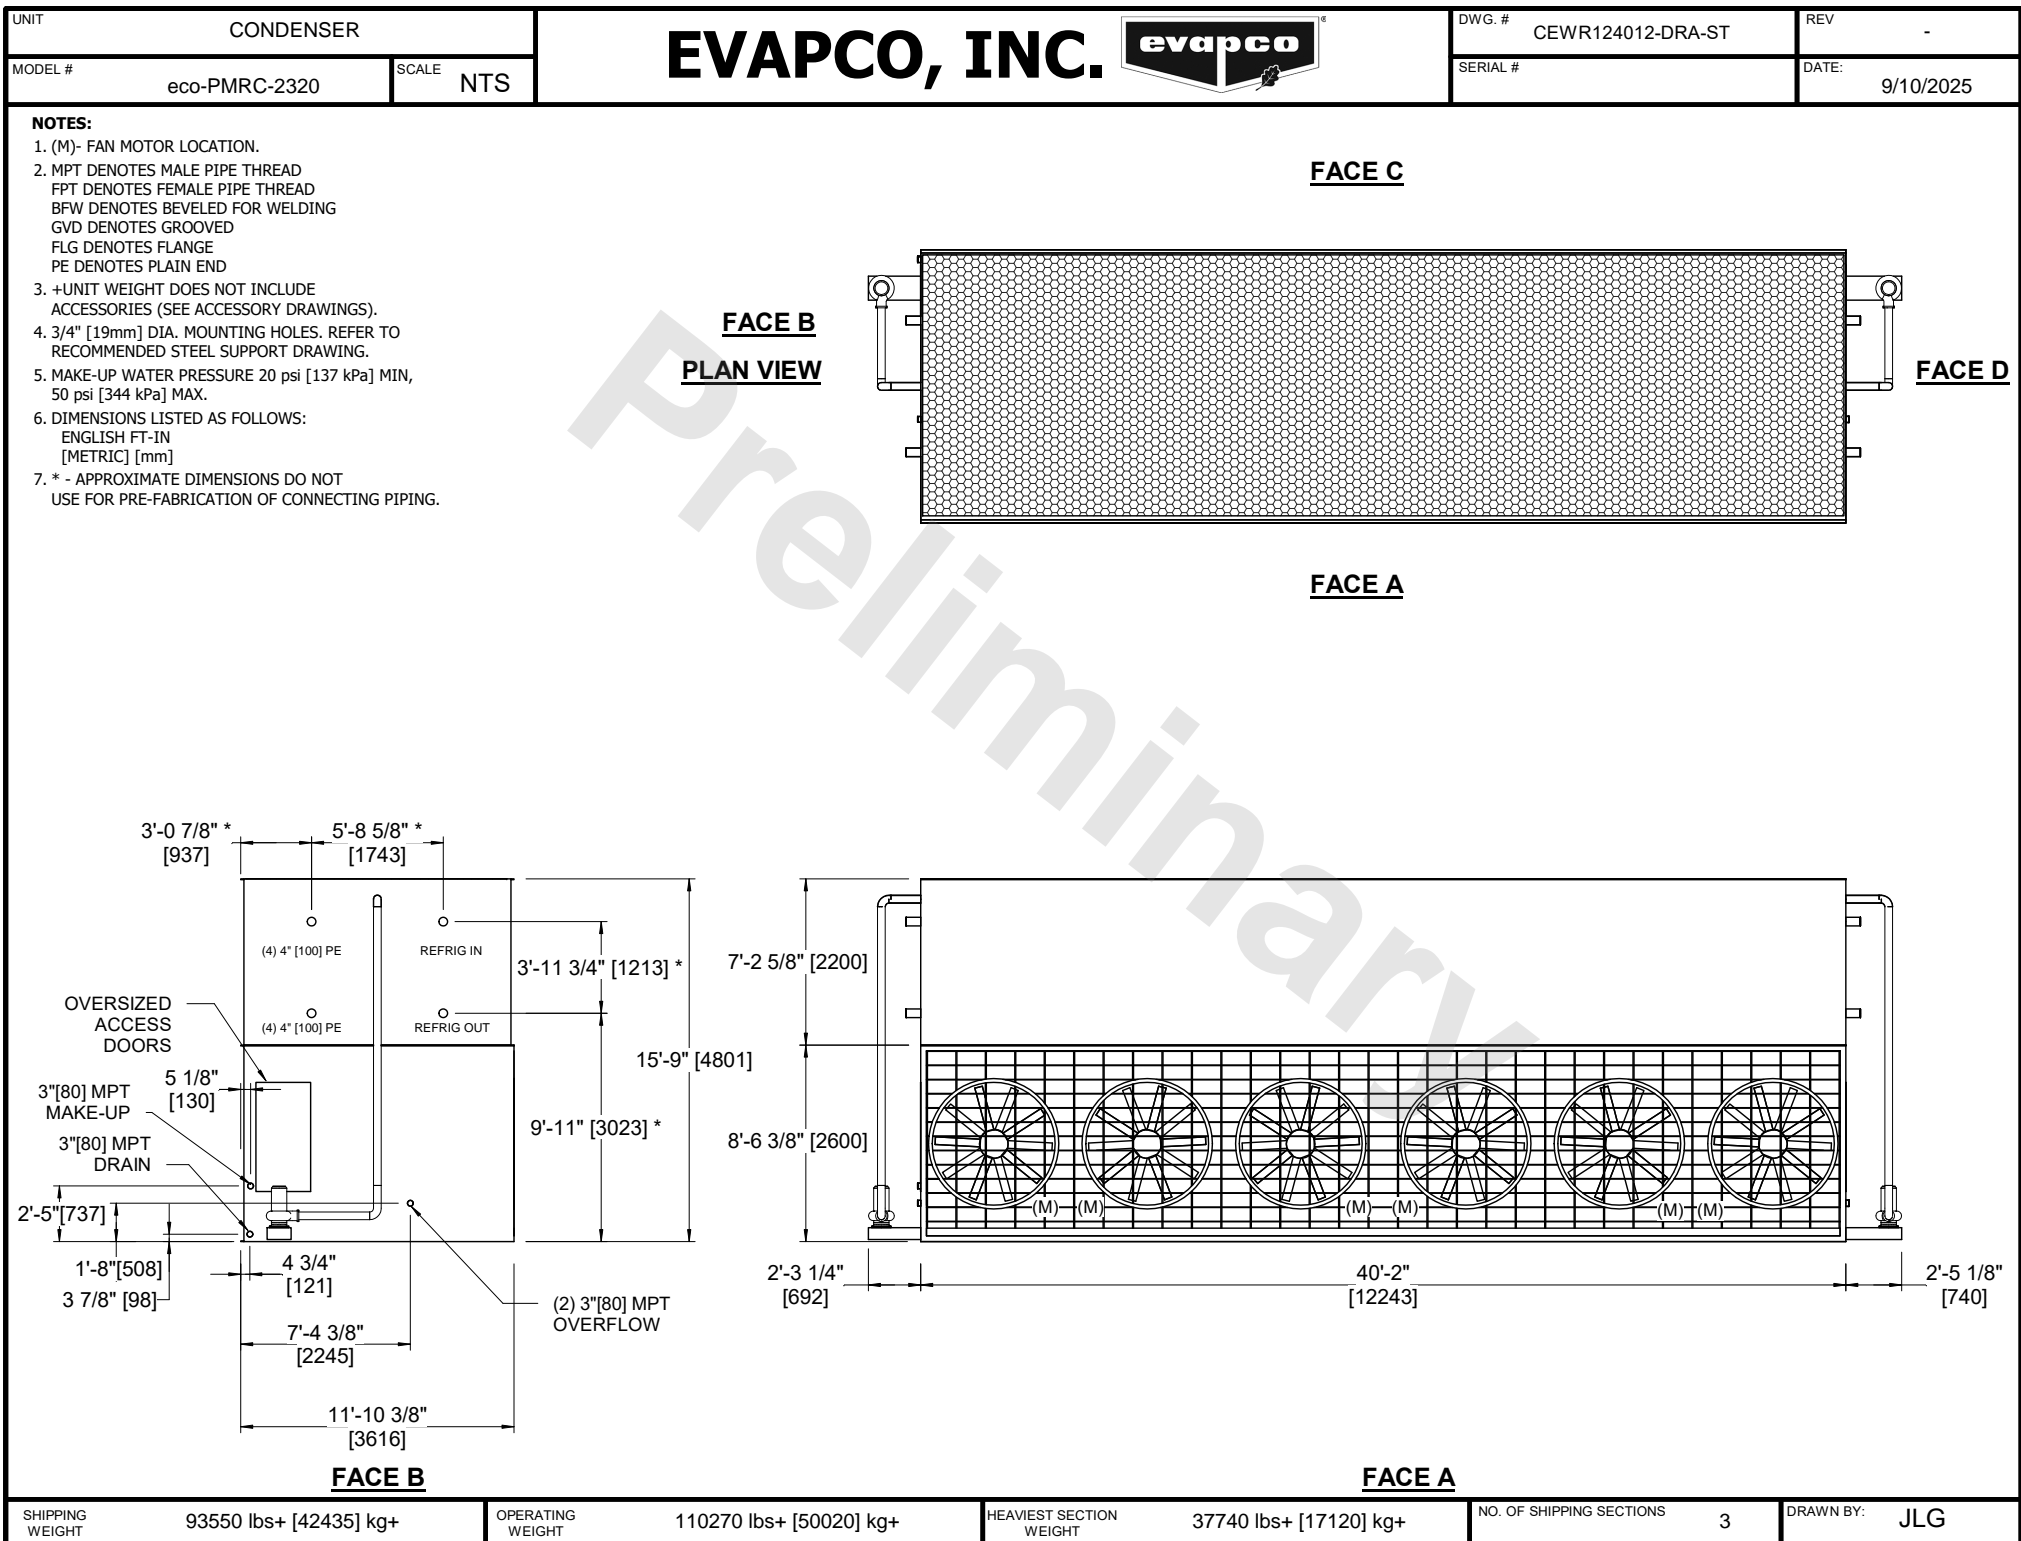 UNIT
CONDENSER
MODEL #
eco-PMRC-2320
SCALE
NTS
EVAPCO, INC.
evapco
®
DWG. #
CEWR124012-DRA-ST
REV
-
SERIAL #
DATE:
9/10/2025
NOTES:
1. (M)- FAN MOTOR LOCATION.
2. MPT DENOTES MALE PIPE THREAD
FPT DENOTES FEMALE PIPE THREAD
BFW DENOTES BEVELED FOR WELDING
GVD DENOTES GROOVED
FLG DENOTES FLANGE
PE DENOTES PLAIN END
3. +UNIT WEIGHT DOES NOT INCLUDE
ACCESSORIES (SEE ACCESSORY DRAWINGS).
4. 3/4" [19mm] DIA. MOUNTING HOLES. REFER TO
RECOMMENDED STEEL SUPPORT DRAWING.
5. MAKE-UP WATER PRESSURE 20 psi [137 kPa] MIN,
50 psi [344 kPa] MAX.
6. DIMENSIONS LISTED AS FOLLOWS:
ENGLISH FT-IN
[METRIC] [mm]
7. * - APPROXIMATE DIMENSIONS DO NOT
USE FOR PRE-FABRICATION OF CONNECTING PIPING.
FACE C
FACE B
PLAN VIEW
FACE D
FACE A
Preliminary
3'-0 7/8" *
[937]
5'-8 5/8" *
[1743]
(4) 4" [100] PE
REFRIG IN
3'-11 3/4" [1213] *
(4) 4" [100] PE
REFRIG OUT
OVERSIZED
ACCESS
DOORS
15'-9" [4801]
5 1/8"
[130]
3"[80] MPT
MAKE-UP
3"[80] MPT
DRAIN
9'-11" [3023] *
2'-5"[737]
1'-8"[508]
3 7/8" [98]
4 3/4"
[121]
(2) 3"[80] MPT
OVERFLOW
7'-4 3/8"
[2245]
11'-10 3/8"
[3616]
FACE B
7'-2 5/8" [2200]
8'-6 3/8" [2600]
(M) (M) (M) (M) (M) (M)
2'-3 1/4"
[692]
40'-2"
[12243]
2'-5 1/8"
[740]
FACE A
SHIPPING
WEIGHT
93550 lbs+ [42435] kg+
OPERATING
WEIGHT
110270 lbs+ [50020] kg+
HEAVIEST SECTION
WEIGHT
37740 lbs+ [17120] kg+
NO. OF SHIPPING SECTIONS
3
DRAWN BY:
JLG